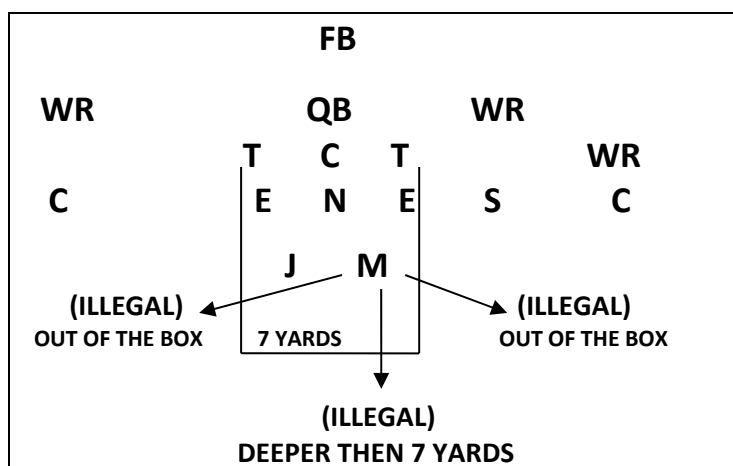 FB
WR QB WR
T C T WR
C E N E S C
J M
(ILLEGAL) (ILLEGAL)
OUT OF THE BOX 7 YARDS OUT OF THE BOX
(ILLEGAL)
DEEPER THEN 7 YARDS